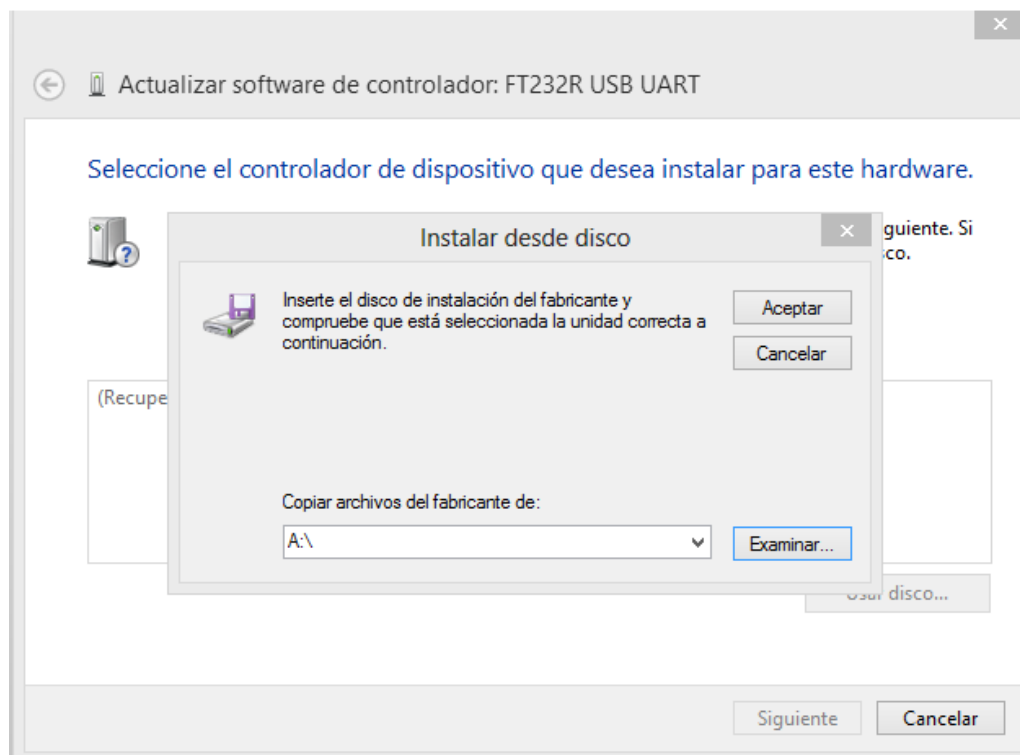 Actualizar software de controlador: FT232R USB UART
Seleccione el controlador de dispositivo que desea instalar para este hardware.
guiente. Si
co.
Instalar desde disco
Inserte el disco de instalación del fabricante y
compruebe que está seleccionada la unidad correcta a
continuación.
Aceptar
Cancelar
(Recupe
Copiar archivos del fabricante de:
A:\
Examinar...
Usar disco...
Siguiente
Cancelar